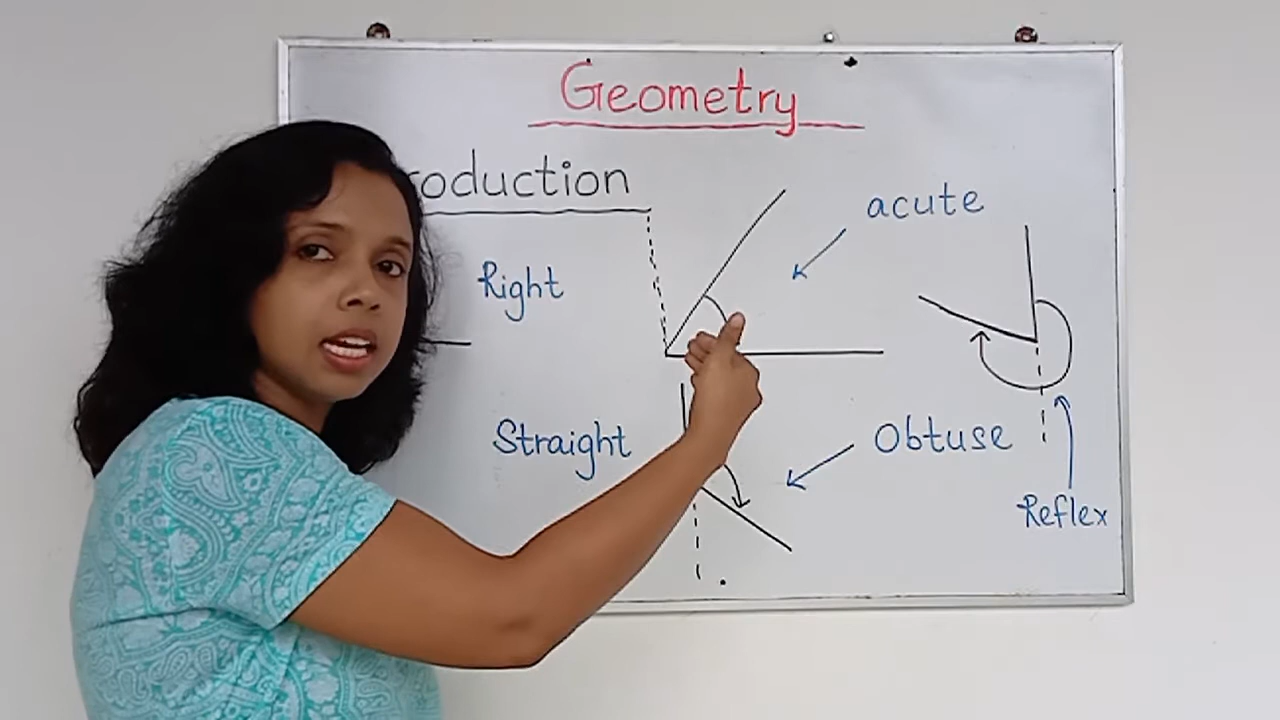 Geometry
roduction
acute
Right
Straight
Obtuse
Reflex